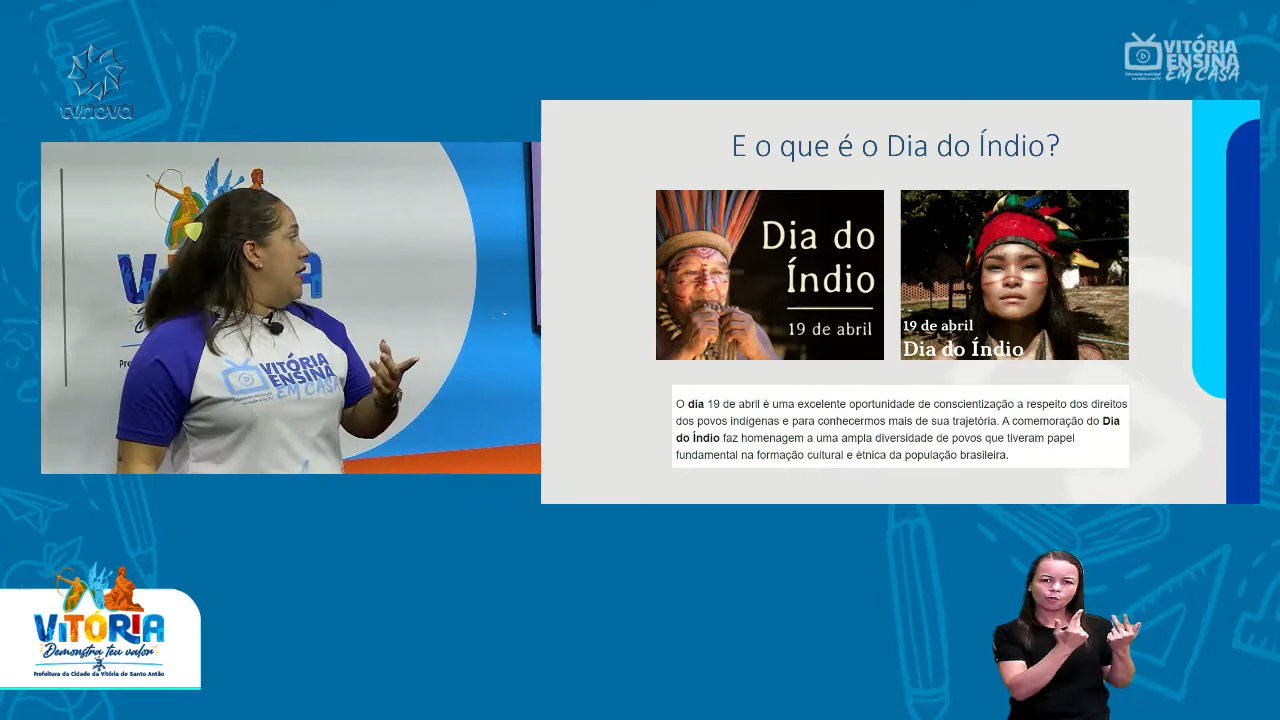 tvnova
VITÓRIA
ENSINA
EM CASA
E o que é o Dia do Índio?
Dia do
Índio
19 de abril
19 de abril
Dia do Índio
O dia 19 de abril é uma excelente oportunidade de conscientização a respeito dos direitos
dos povos indígenas e para conhecermos mais de sua trajetória. A comemoração do Dia
do Índio faz homenagem a uma ampla diversidade de povos que tiveram papel
fundamental na formação cultural e étnica da população brasileira.
VITÓRIA
ENSINA
EM CASA
VITÓRIA
Demonstra teu valor
Prefeitura da Cidade da Vitória de Santo Antão